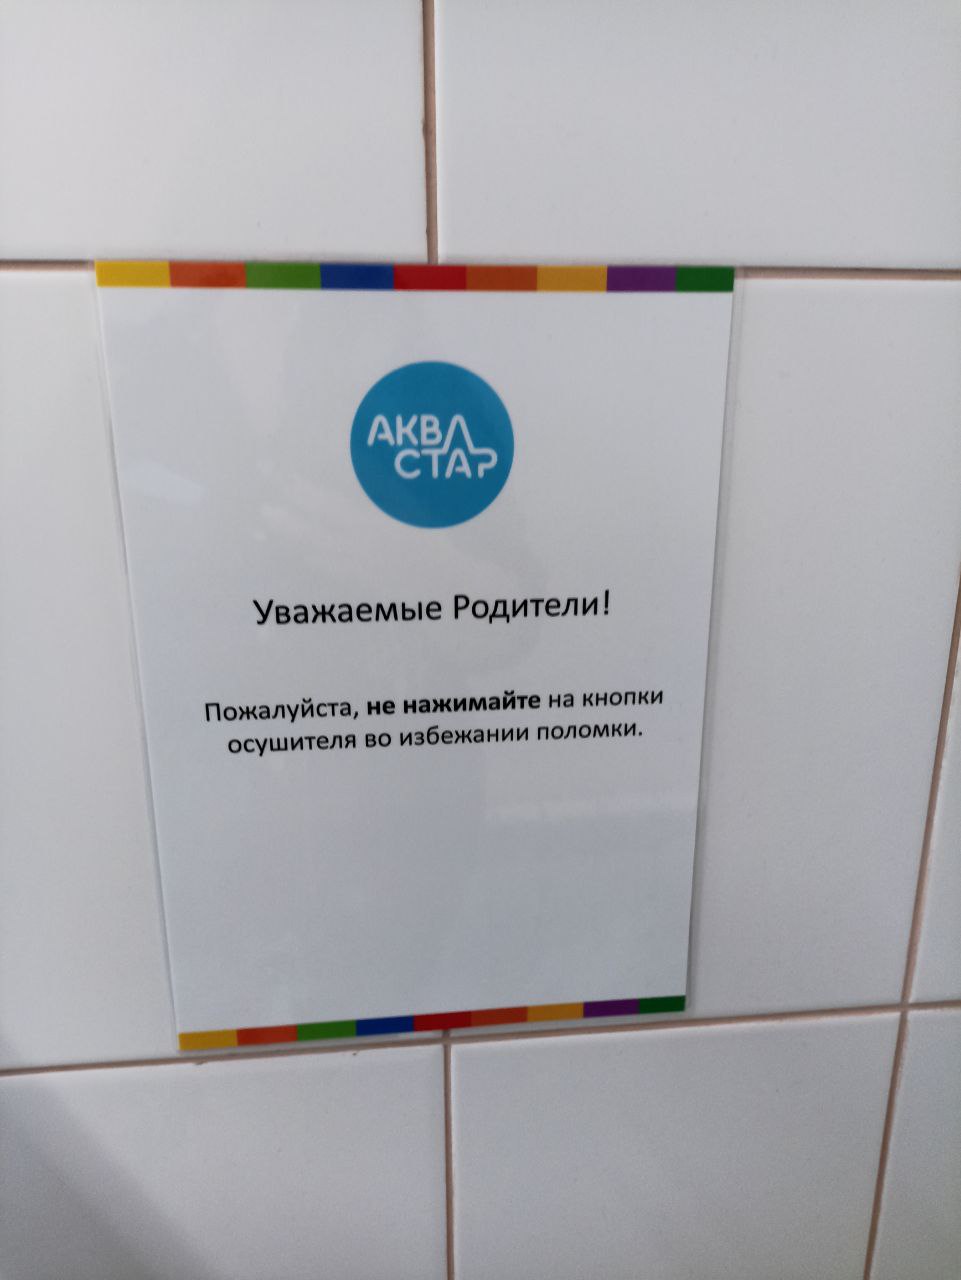 АКВА
СТАР
Уважаемые Родители!
Пожалуйста, не нажимайте на кнопки
осушителя во избежании поломки.